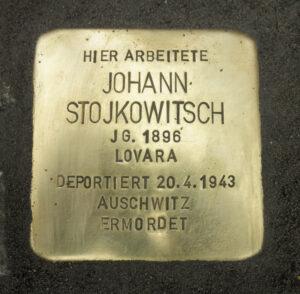 HIER ARBEITETE
JOHANN
STOJKOWITSCH
JG. 1896
LOVARA
DEPORTIERT 20.4.1943
AUSCHWITZ
ERMORDET